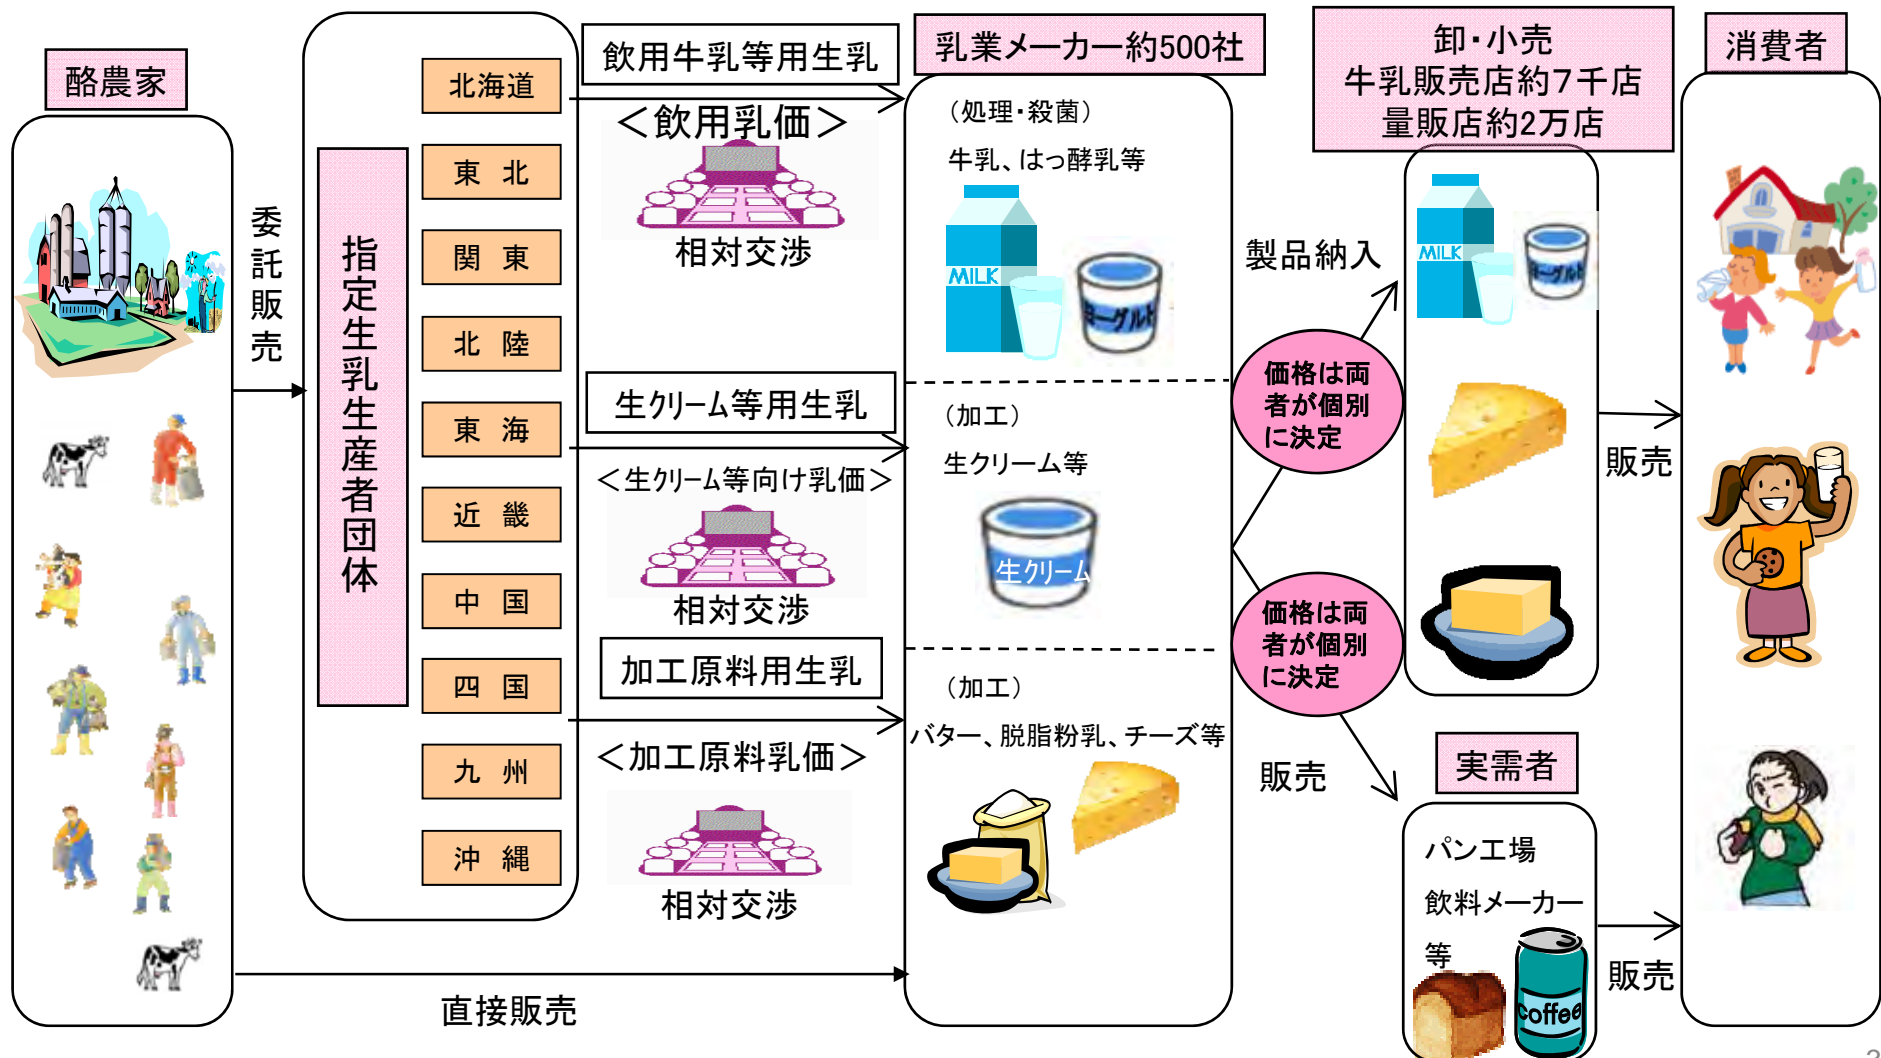 酪農家
委託販売
指定生乳生産者団体
北海道
東 北
関 東
北 陸
東 海
近 畿
中 国
四 国
九 州
沖 縄
飲用牛乳等用生乳
＜飲用乳価＞
相対交渉
生クリーム等用生乳
＜生クリーム等向け乳価＞
相対交渉
加工原料用生乳
＜加工原料乳価＞
相対交渉
直接販売
乳業メーカー約500社
（処理・殺菌）
牛乳、はっ酵乳等
MILK
ヨーグルト
（加工）
生クリーム等
生クリーム
（加工）
バター、脱脂粉乳、チーズ等
製品納入
価格は両
者が個別
に決定
価格は両
者が個別
に決定
販売
卸・小売
牛乳販売店約７千店
量販店約2万店
MILK
ヨーグルト
実需者
パン工場
飲料メーカー
等
coffee
販売
販売
消費者